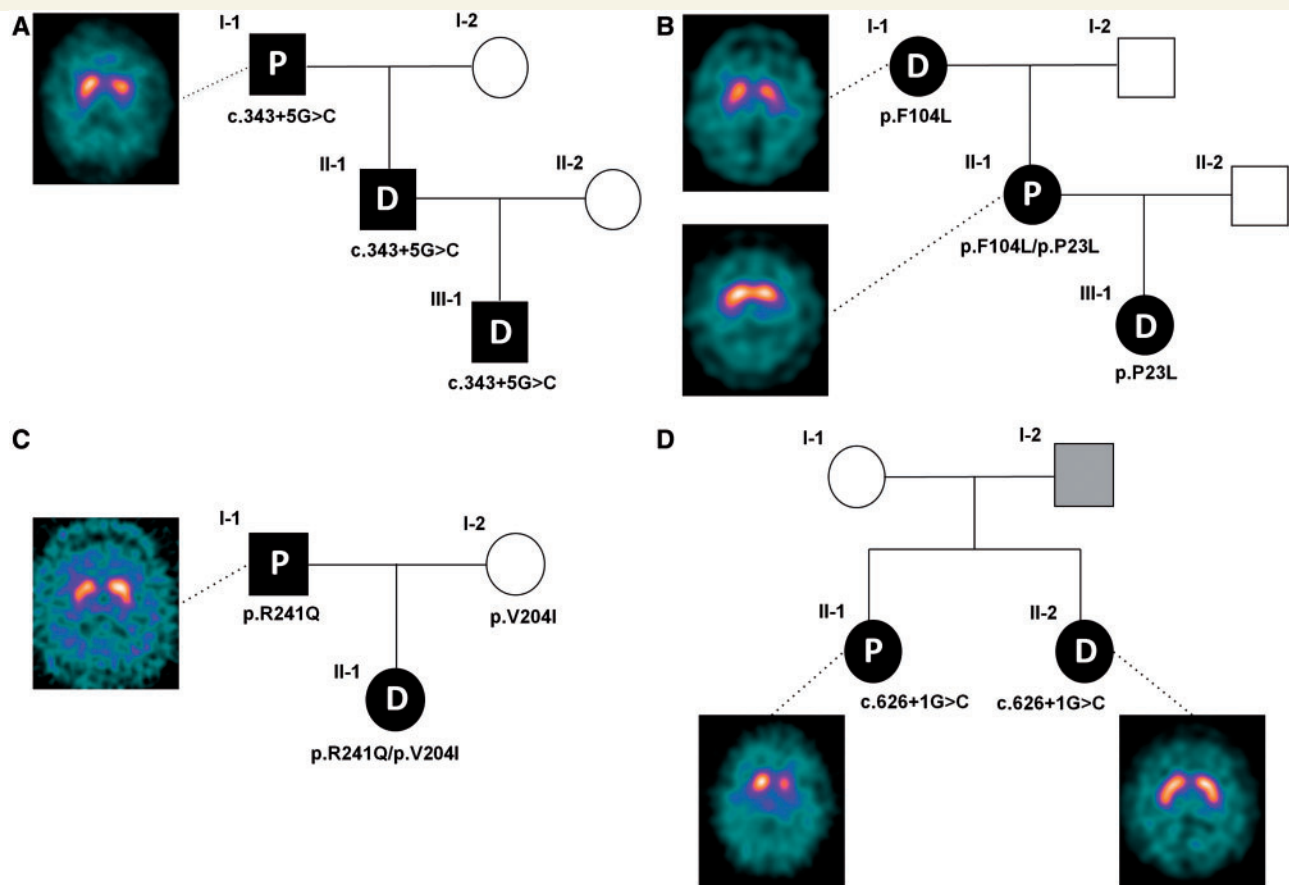 A
I-1
I-2
P
c.343+5G>C
II-1
II-2
D
c.343+5G>C
III-1
D
c.343+5G>C
B
I-1
I-2
D
p.F104L
II-1
II-2
P
p.F104L/p.P23L
III-1
D
p.P23L
C
I-1
I-2
P
p.R241Q
p.V204I
II-1
D
p.R241Q/p.V204I
D
I-1
I-2
II-1
II-2
P
D
c.626+1G>C
c.626+1G>C